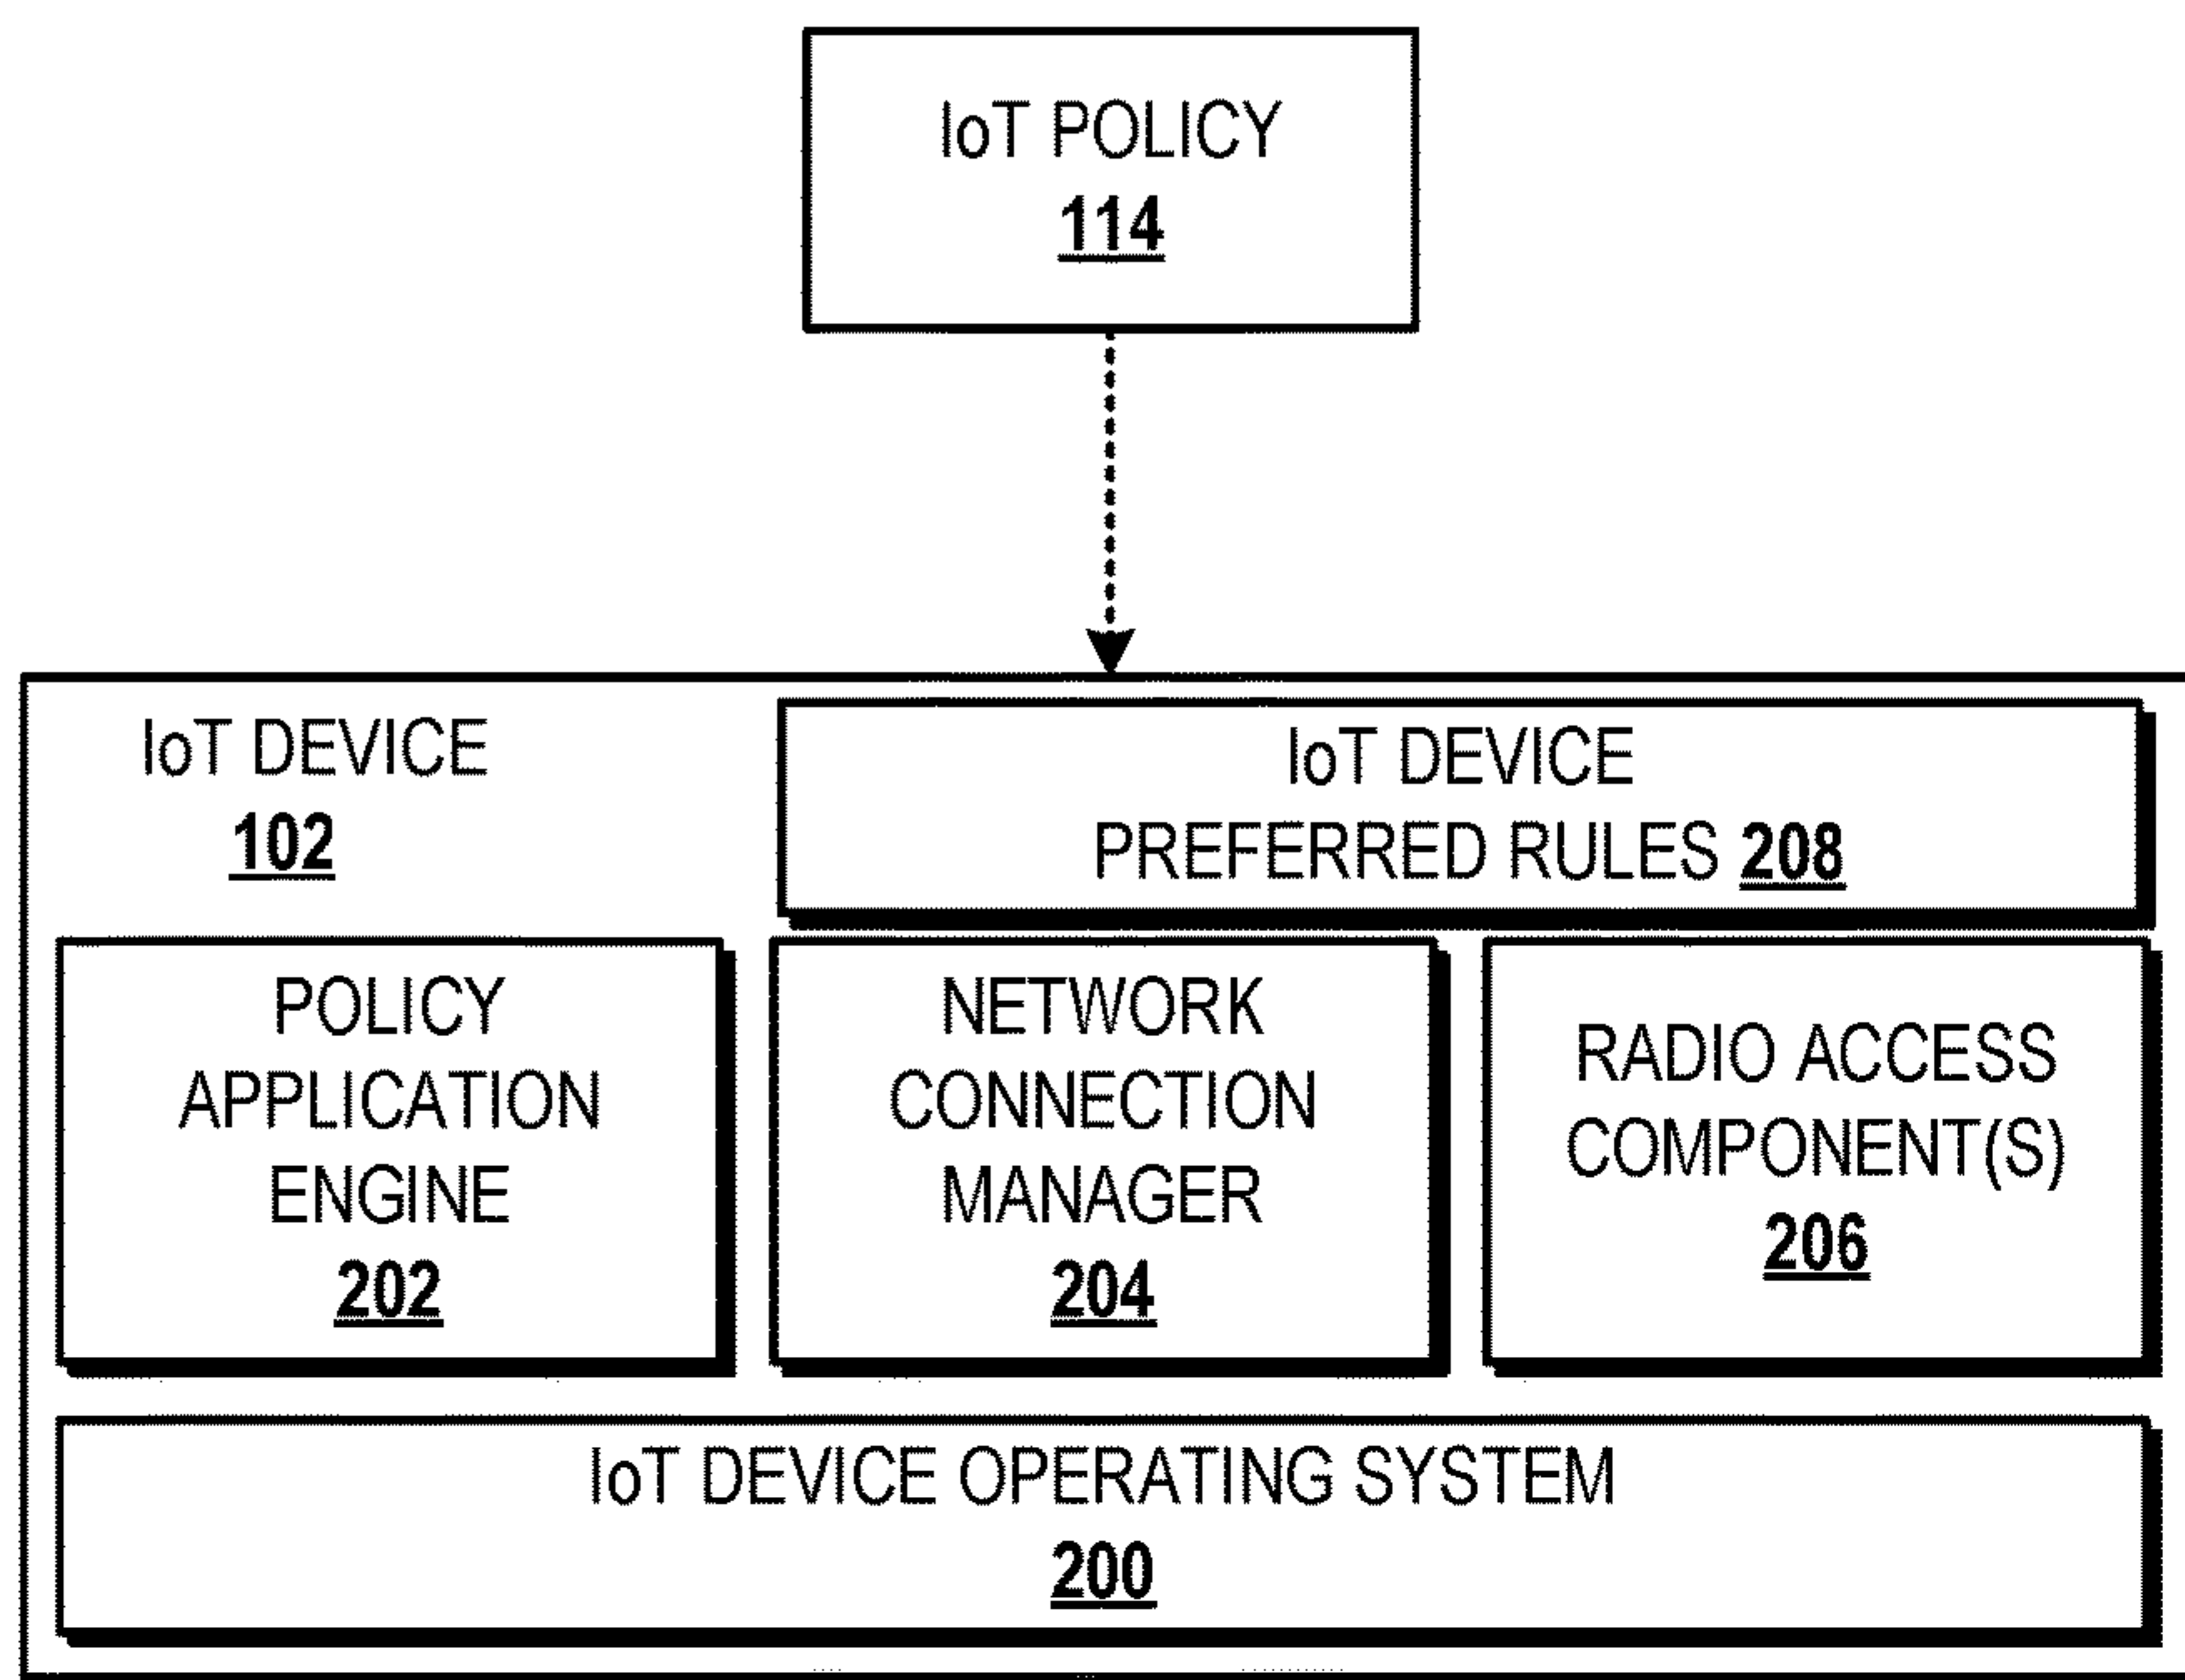 IoT POLICY
114
IoT DEVICE
102
IoT DEVICE
PREFERRED RULES 208
POLICY
APPLICATION
ENGINE
202
NETWORK
CONNECTION
MANAGER
204
RADIO ACCESS
COMPONENT(S)
206
IoT DEVICE OPERATING SYSTEM
200